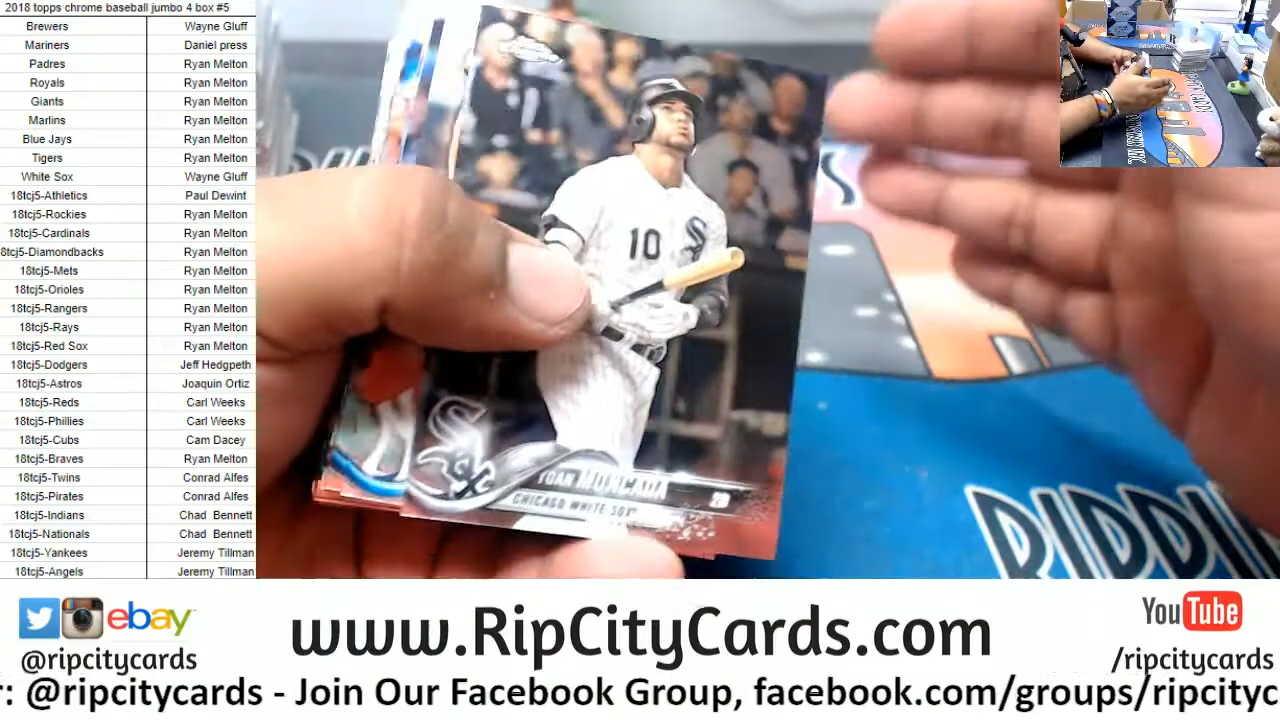 2018 topps chrome baseball jumbo 4 box #5
Brewers Wayne Gluff
Mariners Daniel press
Padres Ryan Melton
Royals Ryan Melton
Giants Ryan Melton
Marlins Ryan Melton
Blue Jays Ryan Melton
Tigers Ryan Melton
White Sox Wayne Gluff
18tcj5-Athletics Paul Dewint
18tcj5-Rockies Ryan Melton
18tcj5-Cardinals Ryan Melton
8tcj5-Diamondbacks Ryan Melton
18tcj5-Mets Ryan Melton
18tcj5-Orioles Ryan Melton
18tcj5-Rangers Ryan Melton
18tcj5-Rays Ryan Melton
18tcj5-Red Sox Ryan Melton
18tcj5-Dodgers Jeff Hedgpeth
18tcj5-Astros Joaquin Ortiz
18tcj5-Reds Carl Weeks
18tcj5-Phillies Carl Weeks
18tcj5-Cubs Cam Dacey
18tcj5-Braves Ryan Melton
18tcj5-Twins Conrad Alfes
18tcj5-Pirates Conrad Alfes
18tcj5-Indians Chad Bennett
18tcj5-Nationals Chad Bennett
18tcj5-Yankees Jeremy Tillman
18tcj5-Angels Jeremy Tillman
10
YOAN MONCADA 2B
CHICAGO WHITE SOX
RIPPI
ebay
@ripcitycards
www.RipCityCards.com
YouTube
/ripcitycards
r: @ripcitycards - Join Our Facebook Group, facebook.com/groups/ripcityc